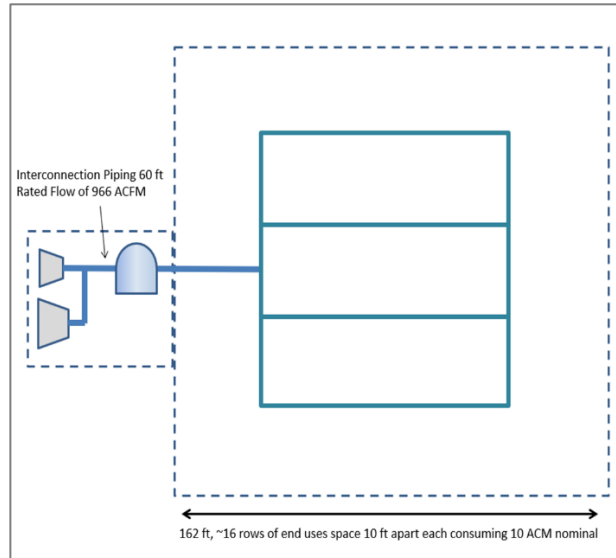 Interconnection Piping 60 ft
Rated Flow of 966 ACFM
162 ft, ~16 rows of end uses space 10 ft apart each consuming 10 ACM nominal